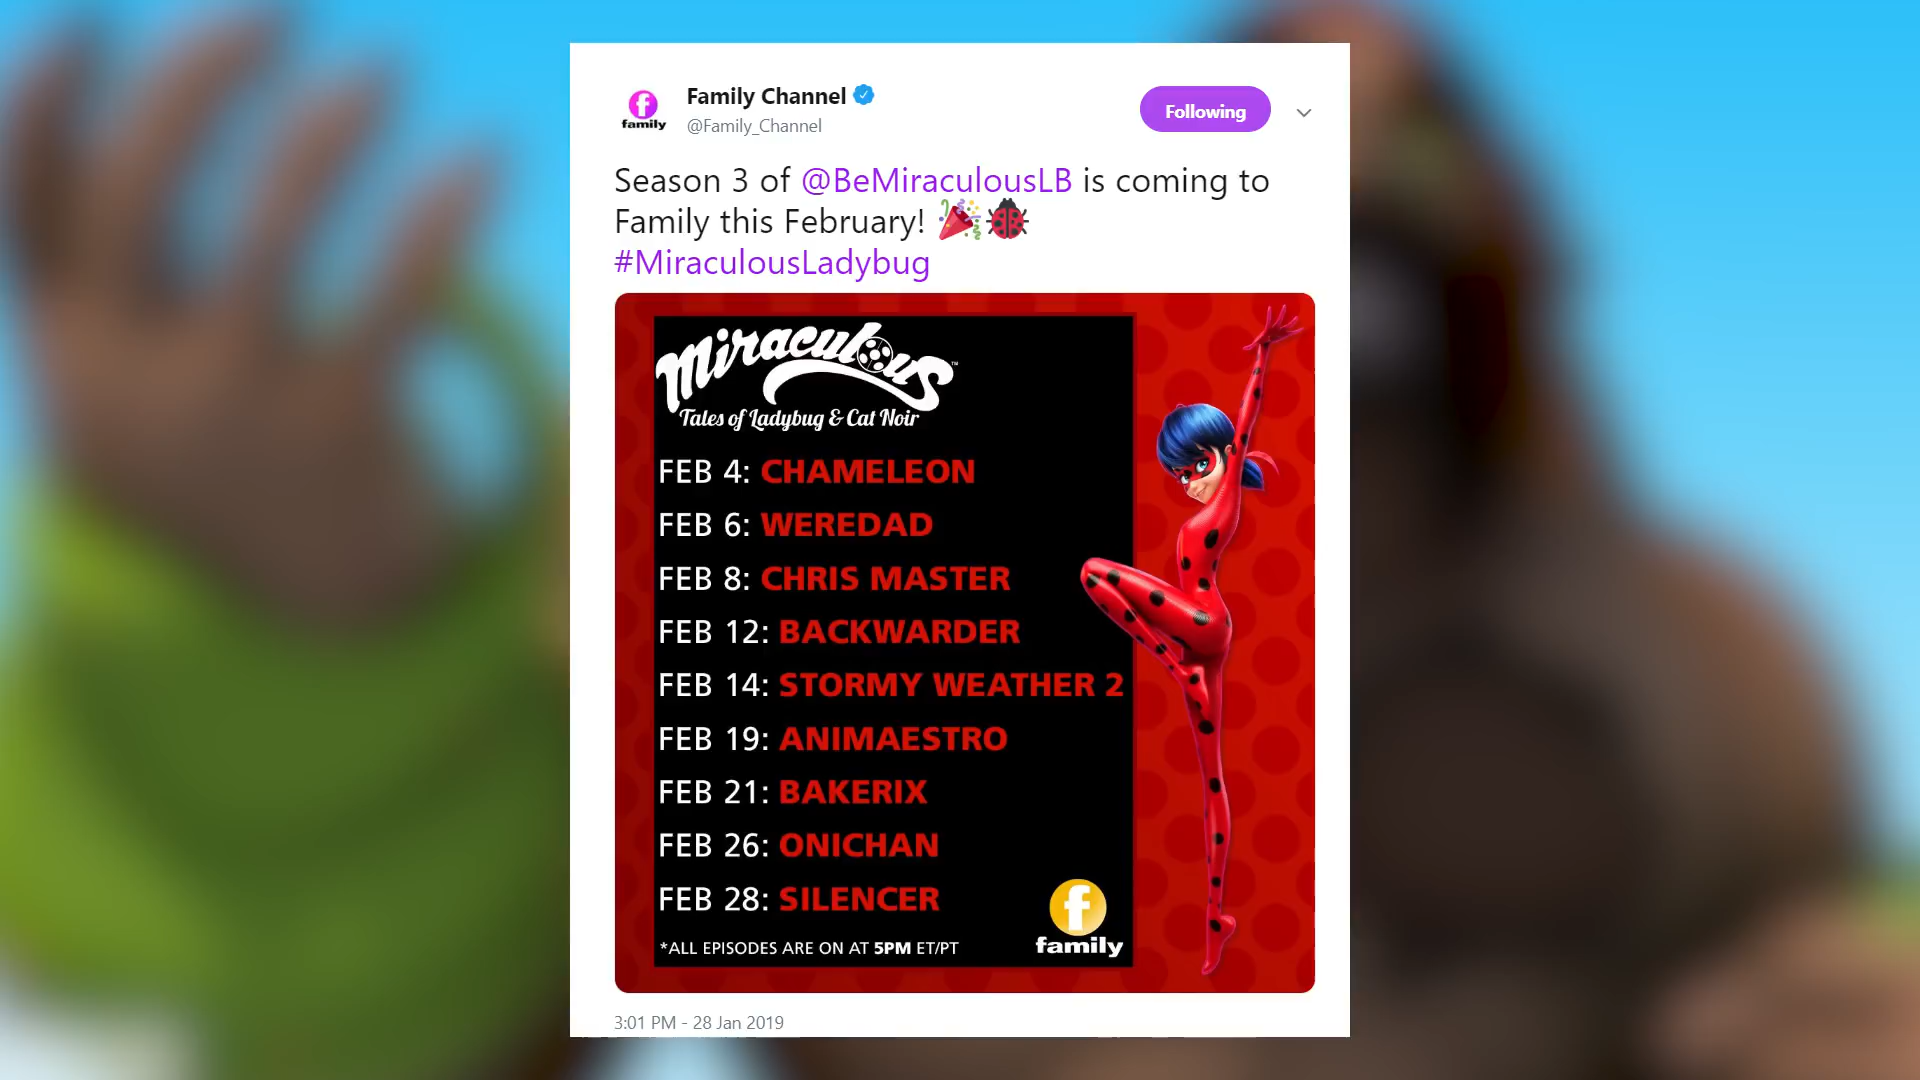 Family Channel
@Family_Channel
Following
f
family
Season 3 of @BeMiraculousLB is coming to
Family this February! 🎉🐞
#MiraculousLadybug
Miraculous™
Tales of Ladybug & Cat Noir
FEB 4: CHAMELEON
FEB 6: WEREDAD
FEB 8: CHRIS MASTER
FEB 12: BACKWARDER
FEB 14: STORMY WEATHER 2
FEB 19: ANIMAESTRO
FEB 21: BAKERIX
FEB 26: ONICHAN
FEB 28: SILENCER
*ALL EPISODES ARE ON AT 5PM ET/PT
f
family
3:01 PM - 28 Jan 2019